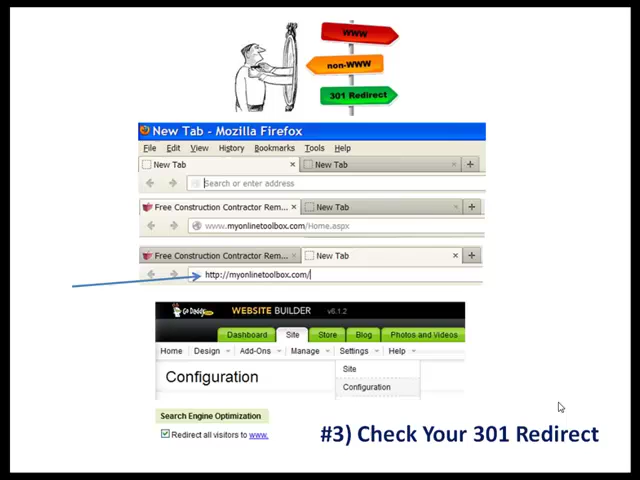 WWW
non-WWW
301 Redirect
New Tab - Mozilla Firefox
File Edit View History Bookmarks Tools Help
New Tab × New Tab × +
Search or enter address
Free Construction Contractor Rem... × New Tab × +
www.myonlinetoolbox.com/Home.aspx
Free Construction Contractor Rem... × New Tab × +
http://myonlinetoolbox.com/
Go Daddy WEBSITE BUILDER v6.1.2
Dashboard Site Store Blog Photos and Videos
Home Design Add-Ons Manage Settings Help
Site
Configuration
Configuration
Search Engine Optimization
Redirect all visitors to www.
#3) Check Your 301 Redirect